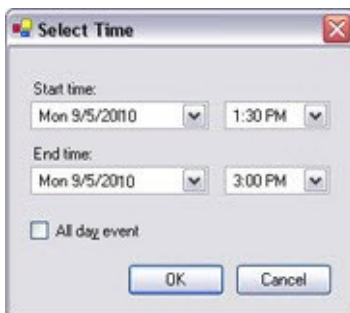 Select Time
Start time:
Mon 9/5/2010 1:30 PM
End time:
Mon 9/5/2010 3:00 PM
All day event
OK Cancel